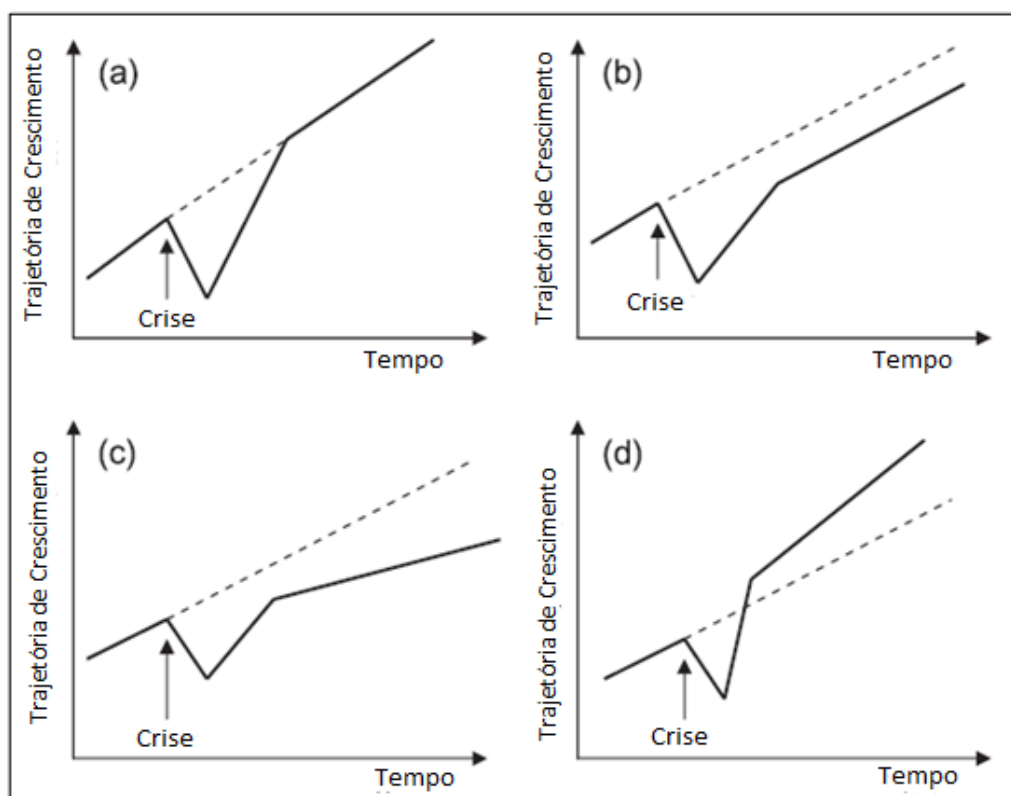 (a)
Trajetória de Crescimento
Crise
Tempo
(b)
Trajetória de Crescimento
Crise
Tempo
(c)
Trajetória de Crescimento
Crise
Tempo
(d)
Trajetória de Crescimento
Crise
Tempo